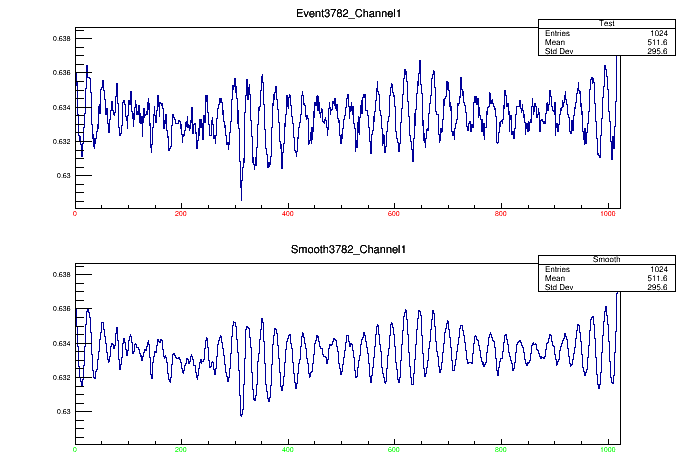 Event3782_Channel1
Test
Entries 1024
Mean 511.6
Std Dev 295.6
0.638
0.636
0.634
0.632
0.63
0 200 400 600 800 1000
Smooth3782_Channel1
Smooth
Entries 1024
Mean 511.6
Std Dev 295.6
0.638
0.636
0.634
0.632
0.63
0 200 400 600 800 1000